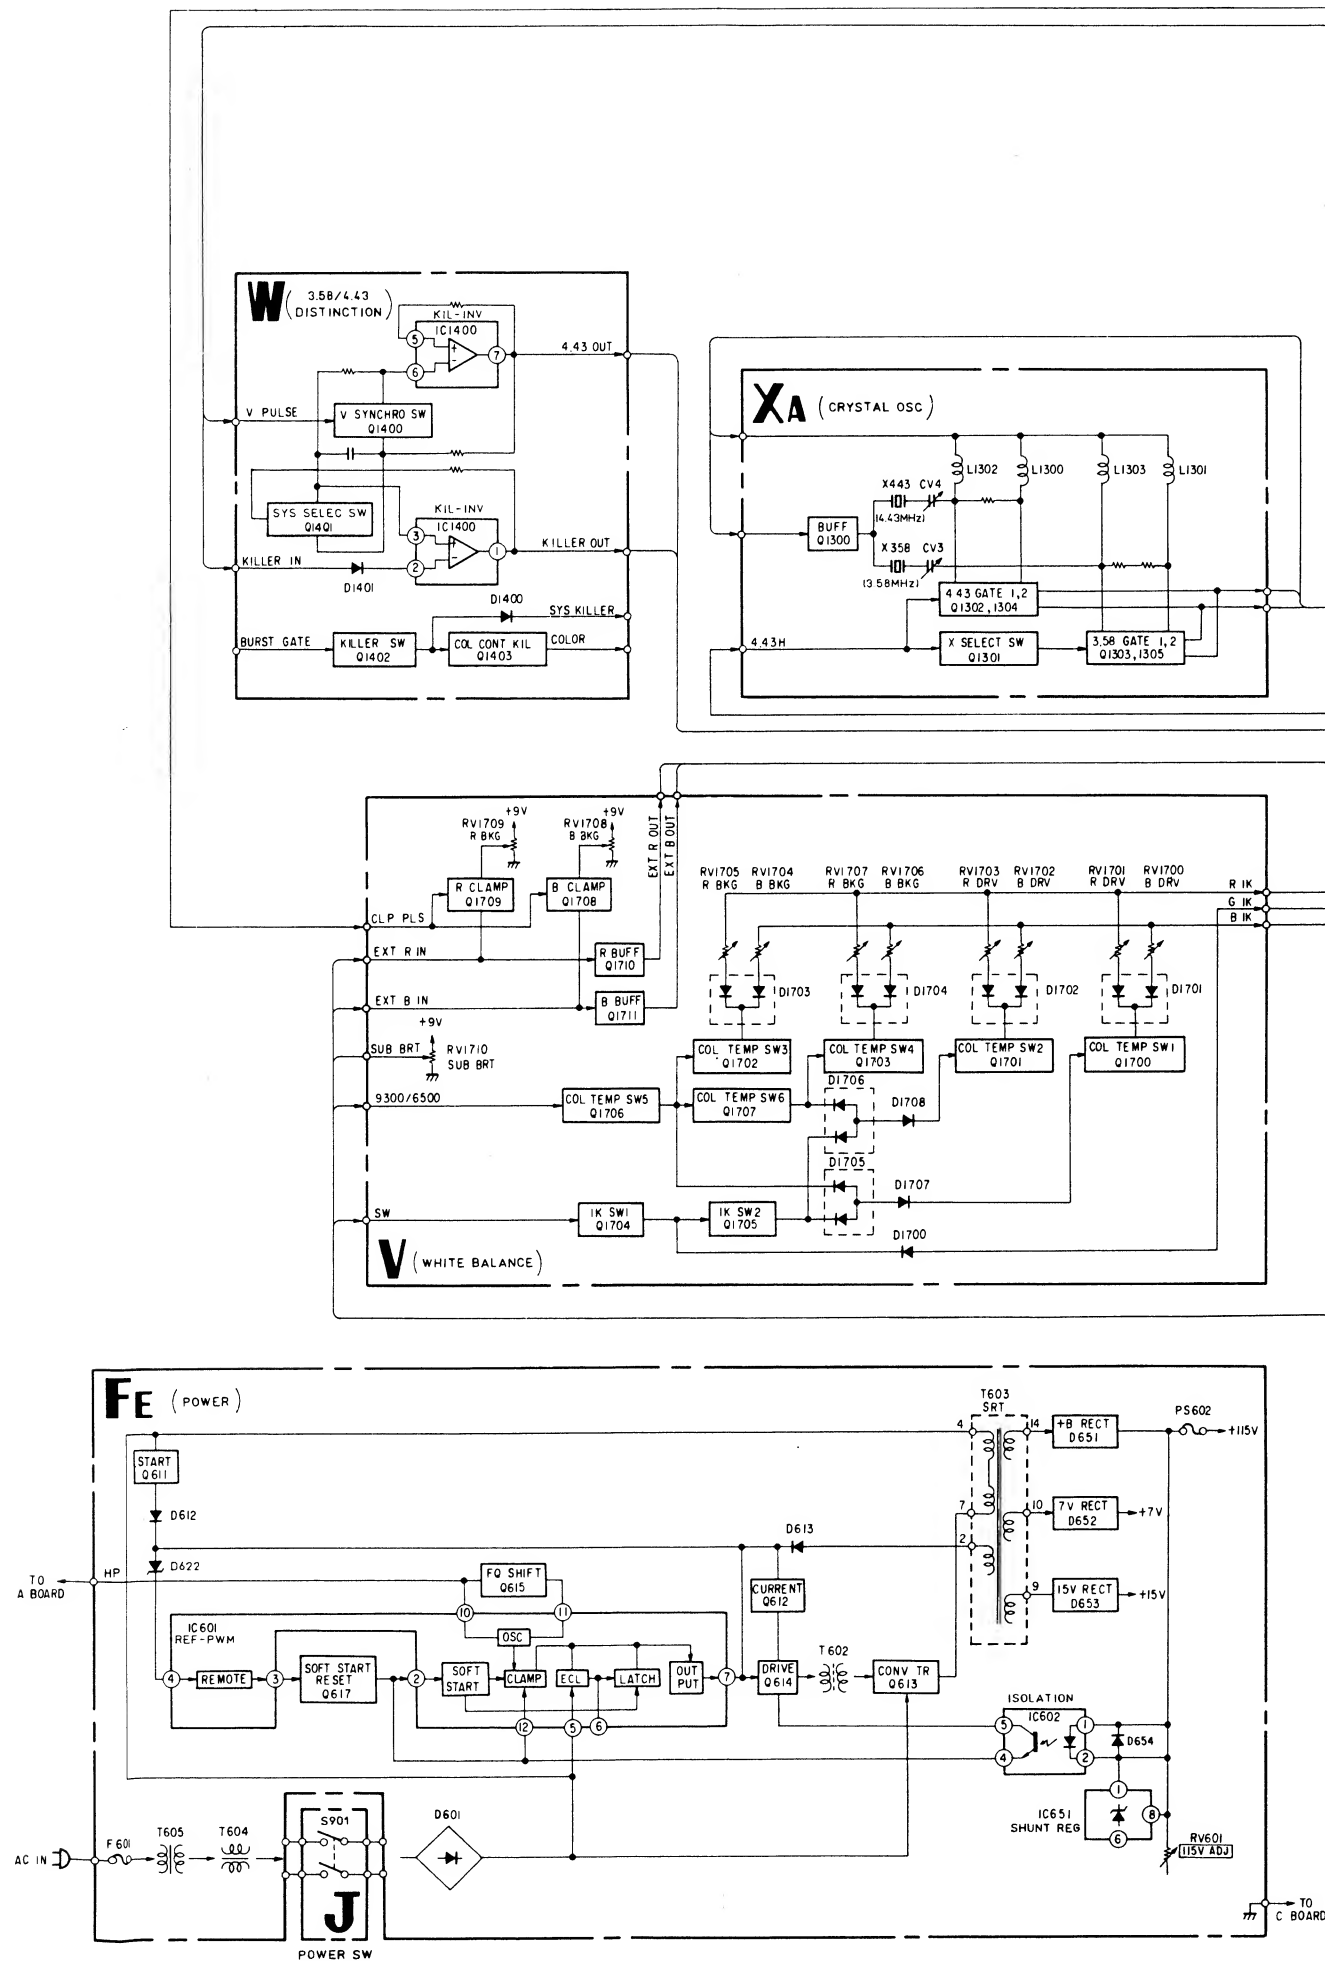 W
3.58/4.43
DISTINCTION
KIL-INV
IC1400
5
6
7
4.43 OUT
V PULSE
V SYNCHRO SW
Q1400
SYS SELEC SW
Q1401
KIL-INV
IC1400
3
2
1
KILLER OUT
KILLER IN
D1401
D1400
SYS KILLER
BURST GATE
KILLER SW
Q1402
COL CONT KIL
Q1403
COLOR
XA
(CRYSTAL OSC)
L1302
L1300
L1303
L1301
X443 CV4
(4.43MHz)
BUFF
Q1300
X358 CV3
(3.58MHz)
4.43 GATE 1,2
Q1302,1304
4.43H
X SELECT SW
Q1301
3.58 GATE 1,2
Q1303,1305
+9V
RV1709
R BKG
+9V
RV1708
B BKG
EXT R OUT
EXT B OUT
R CLAMP
Q1709
B CLAMP
Q1708
RV1705
R BKG
RV1704
B BKG
RV1707
R BKG
RV1706
B BKG
RV1703
R DRV
RV1702
B DRV
RV1701
R DRV
RV1700
B DRV
R IK
G IK
B IK
CLP PLS
EXT R IN
R BUFF
Q1710
EXT B IN
B BUFF
Q1711
D1703
D1704
D1702
D1701
+9V
SUB BRT
RV1710
SUB BRT
COL TEMP SW3
Q1702
COL TEMP SW4
Q1703
COL TEMP SW2
Q1701
COL TEMP SW1
Q1700
9300/6500
COL TEMP SW5
Q1706
COL TEMP SW6
Q1707
D1706
D1708
D1705
D1707
SW
IK SW1
Q1704
IK SW2
Q1705
D1700
V
(WHITE BALANCE)
FE
(POWER)
T603
SRT
4
14
+B RECT
D651
PS602
+115V
START
Q611
D612
7
10
7V RECT
D652
+7V
D622
D613
2
TO
A BOARD
HP
FQ SHIFT
Q615
CURRENT
Q612
9
15V RECT
D653
+15V
10
11
IC601
REF-PWM
OSC
4
REMOTE
3
SOFT START
RESET
Q617
2
SOFT
START
CLAMP
ECL
LATCH
OUT
PUT
7
DRIVE
Q614
T602
CONV TR
Q613
12
5
6
ISOLATION
IC602
5
4
1
2
D654
1
IC651
SHUNT REG
8
6
RV601
115V ADJ
AC IN
F601
T605
T604
S901
D601
J
POWER SW
TO
C BOARD